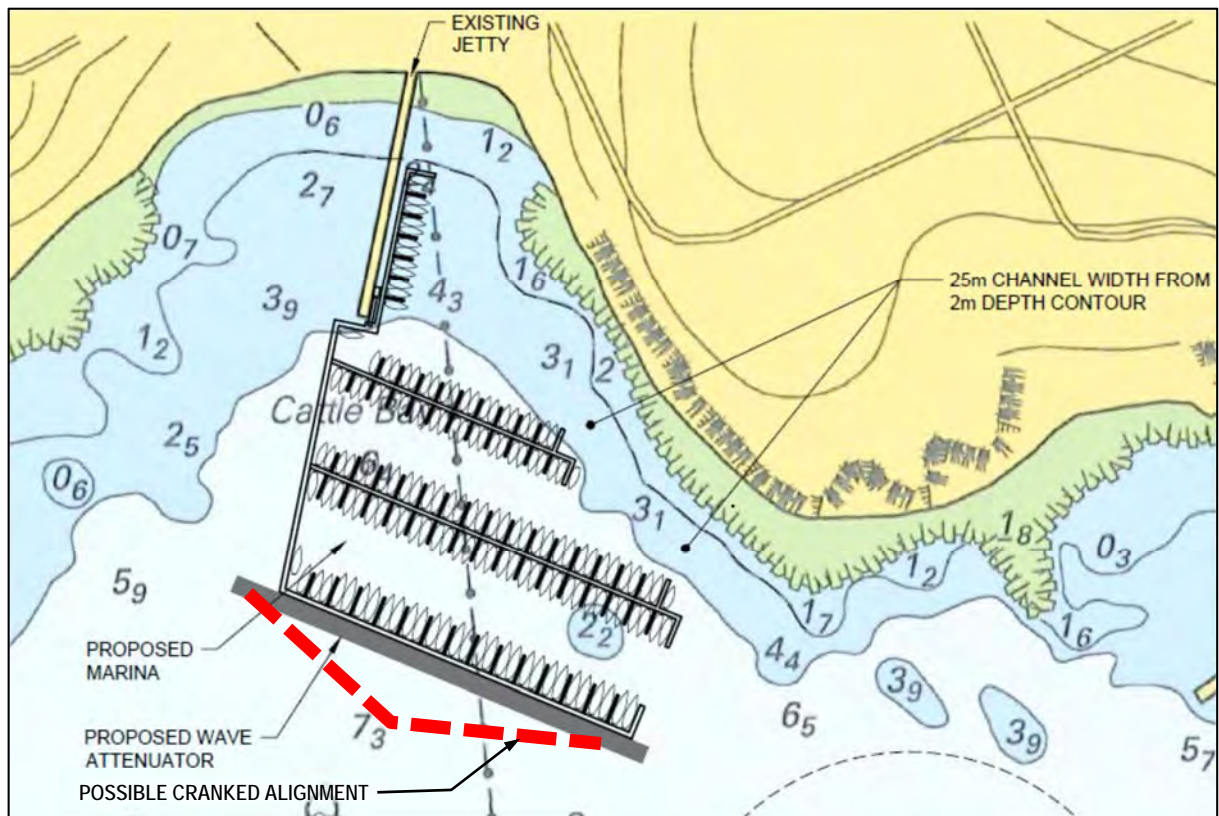 EXISTING
JETTY
0₆
1₂
2₇
0₇
1₆
4₃
25m CHANNEL WIDTH FROM
2m DEPTH CONTOUR
3₉
1₂
3₁
2
Cattle Ba
2₅
0₆
3₁
1₈
0₃
1₂
5₉
1₇
2₂
1₆
PROPOSED
MARINA
4₄
3₉
6₅
7₃
3₉
PROPOSED WAVE
ATTENUATOR
5₇
POSSIBLE CRANKED ALIGNMENT